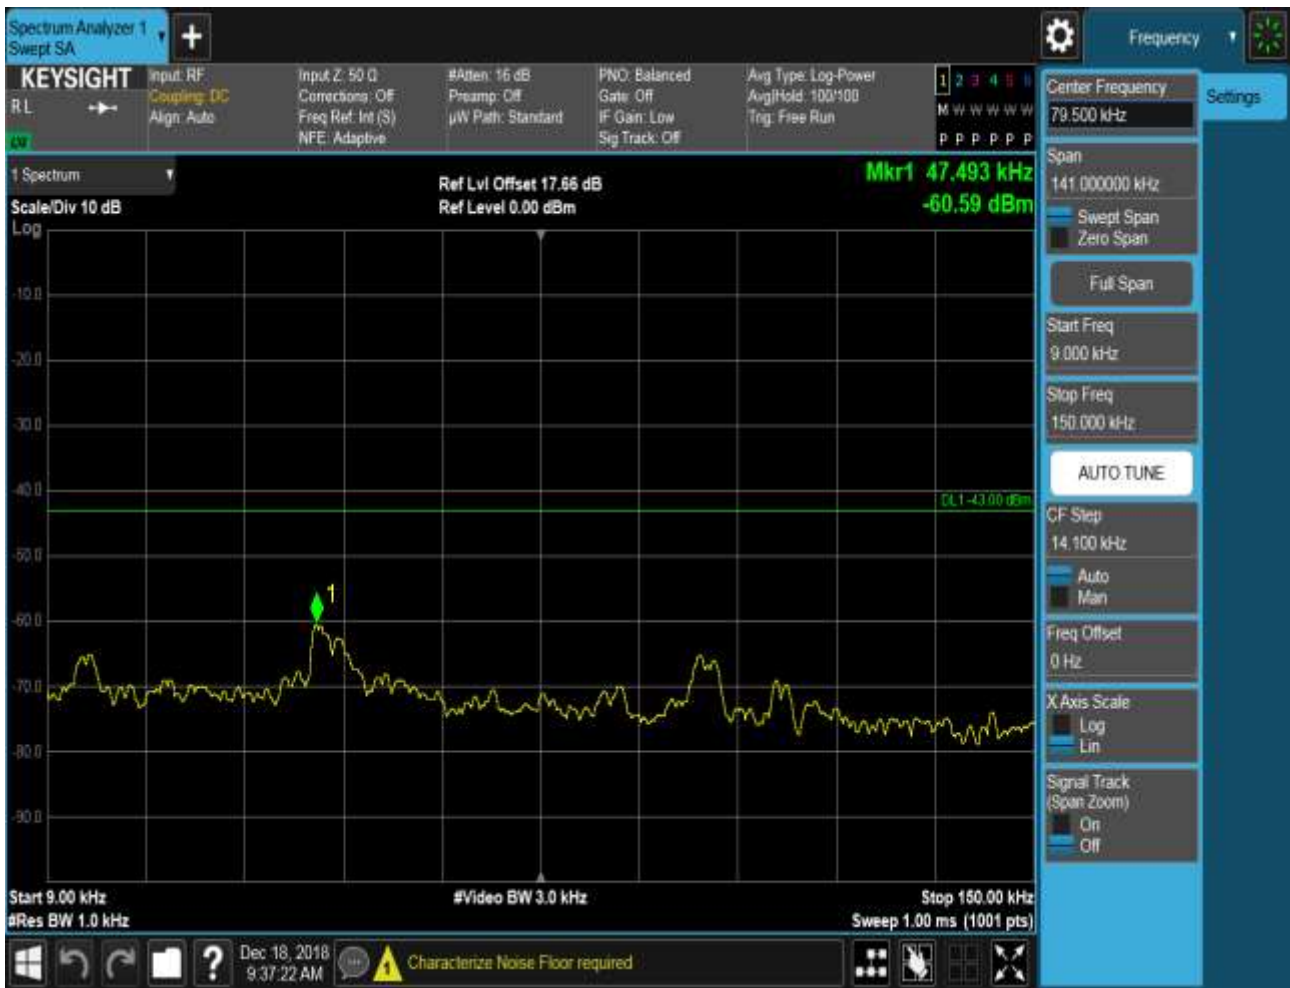 Spectrum Analyzer 1
Swept SA
Frequency
KEYSIGHT
R L
Input: RF
Coupling: DC
Align: Auto
Input Z: 50 Ω
Corrections: Off
Freq Ref: Int (S)
NFE: Adaptive
#Atten: 16 dB
Preamp: Off
µW Path: Standard
PNO: Balanced
Gate: Off
IF Gain: Low
Sig Track: Off
Avg Type: Log-Power
Avg|Hold: 100/100
Trig: Free Run
1 2 3 4 5 6
M W W W W W
P P P P P P
1 Spectrum
Scale/Div 10 dB
Log
Ref Lvl Offset 17.66 dB
Ref Level 0.00 dBm
Mkr1 47.493 kHz
-60.59 dBm
-10.0
-20.0
-30.0
-40.0
DL1 -43.00 dBm
-50.0
1
-60.0
-70.0
-80.0
-90.0
Start 9.00 kHz
#Res BW 1.0 kHz
#Video BW 3.0 kHz
Stop 150.00 kHz
Sweep 1.00 ms (1001 pts)
Center Frequency
79.500 kHz
Settings
Span
141.000000 kHz
Swept Span
Zero Span
Full Span
Start Freq
9.000 kHz
Stop Freq
150.000 kHz
AUTO TUNE
CF Step
14.100 kHz
Auto
Man
Freq Offset
0 Hz
X Axis Scale
Log
Lin
Signal Track
(Span Zoom)
On
Off
?
Dec 18, 2018
9:37:22 AM
1
Characterize Noise Floor required